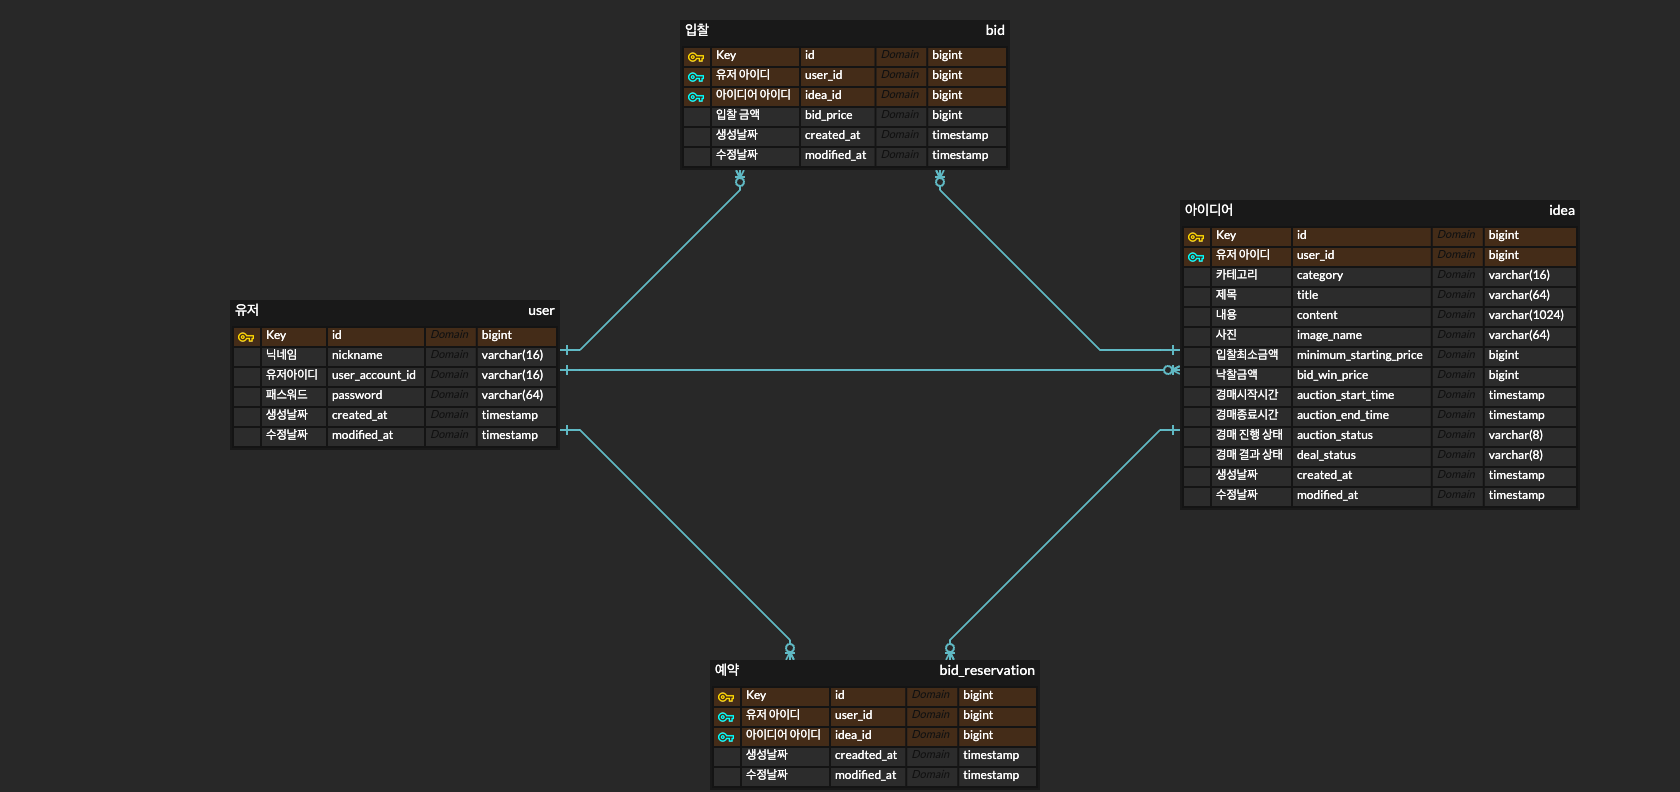 입찰 bid
Key id Domain bigint
유저 아이디 user_id Domain bigint
아이디어 아이디 idea_id Domain bigint
입찰 금액 bid_price Domain bigint
생성날짜 created_at Domain timestamp
수정날짜 modified_at Domain timestamp
아이디어 idea
Key id Domain bigint
유저 아이디 user_id Domain bigint
카테고리 category Domain varchar(16)
제목 title Domain varchar(64)
내용 content Domain varchar(1024)
사진 image_name Domain varchar(64)
입찰최소금액 minimum_starting_price Domain bigint
낙찰금액 bid_win_price Domain bigint
경매시작시간 auction_start_time Domain timestamp
경매종료시간 auction_end_time Domain timestamp
경매 진행 상태 auction_status Domain varchar(8)
경매 결과 상태 deal_status Domain varchar(8)
생성날짜 created_at Domain timestamp
수정날짜 modified_at Domain timestamp
유저 user
Key id Domain bigint
닉네임 nickname Domain varchar(16)
유저아이디 user_account_id Domain varchar(16)
패스워드 password Domain varchar(64)
생성날짜 created_at Domain timestamp
수정날짜 modified_at Domain timestamp
예약 bid_reservation
Key id Domain bigint
유저 아이디 user_id Domain bigint
아이디어 아이디 idea_id Domain bigint
생성날짜 creadted_at Domain timestamp
수정날짜 modified_at Domain timestamp